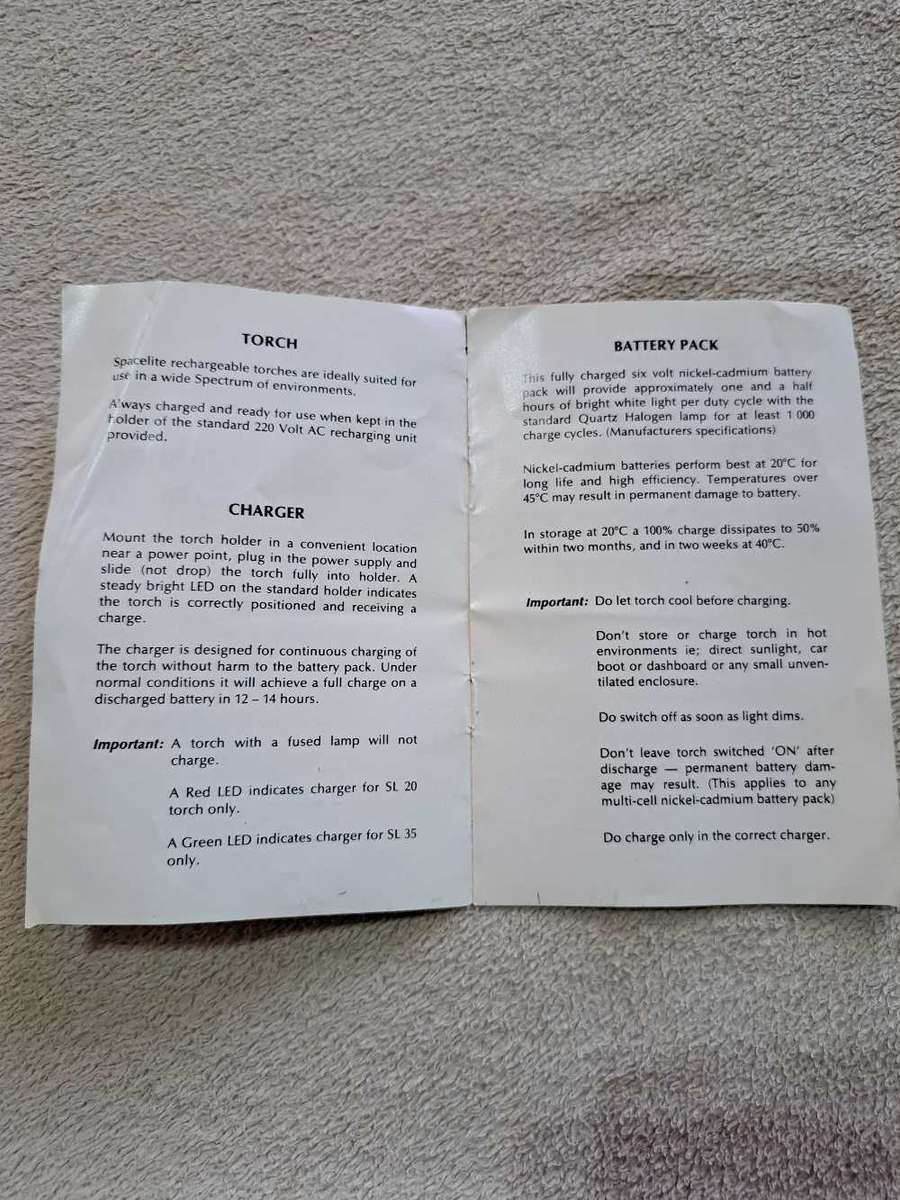 TORCH
Spacelite rechargeable torches are ideally suited for
use in a wide Spectrum of environments.
Always charged and ready for use when kept in the
holder of the standard 220 Volt AC recharging unit
provided.
CHARGER
Mount the torch holder in a convenient location
near a power point, plug in the power supply and
slide (not drop) the torch fully into holder. A
steady bright LED on the standard holder indicates
the torch is correctly positioned and receiving a
charge.
The charger is designed for continuous charging of
the torch without harm to the battery pack. Under
normal conditions it will achieve a full charge on a
discharged battery in 12 – 14 hours.
Important: A torch with a fused lamp will not
charge.
A Red LED indicates charger for SL 20
torch only.
A Green LED indicates charger for SL 35
only.
BATTERY PACK
This fully charged six volt nickel-cadmium battery
pack will provide approximately one and a half
hours of bright white light per duty cycle with the
standard Quartz Halogen lamp for at least 1 000
charge cycles. (Manufacturers specifications)
Nickel-cadmium batteries perform best at 20°C for
long life and high efficiency. Temperatures over
45°C may result in permanent damage to battery.
In storage at 20°C a 100% charge dissipates to 50%
within two months, and in two weeks at 40°C.
Important: Do let torch cool before charging.
Don't store or charge torch in hot
environments ie; direct sunlight, car
boot or dashboard or any small unven-
tilated enclosure.
Do switch off as soon as light dims.
Don't leave torch switched 'ON' after
discharge — permanent battery dam-
age may result. (This applies to any
multi-cell nickel-cadmium battery pack)
Do charge only in the correct charger.